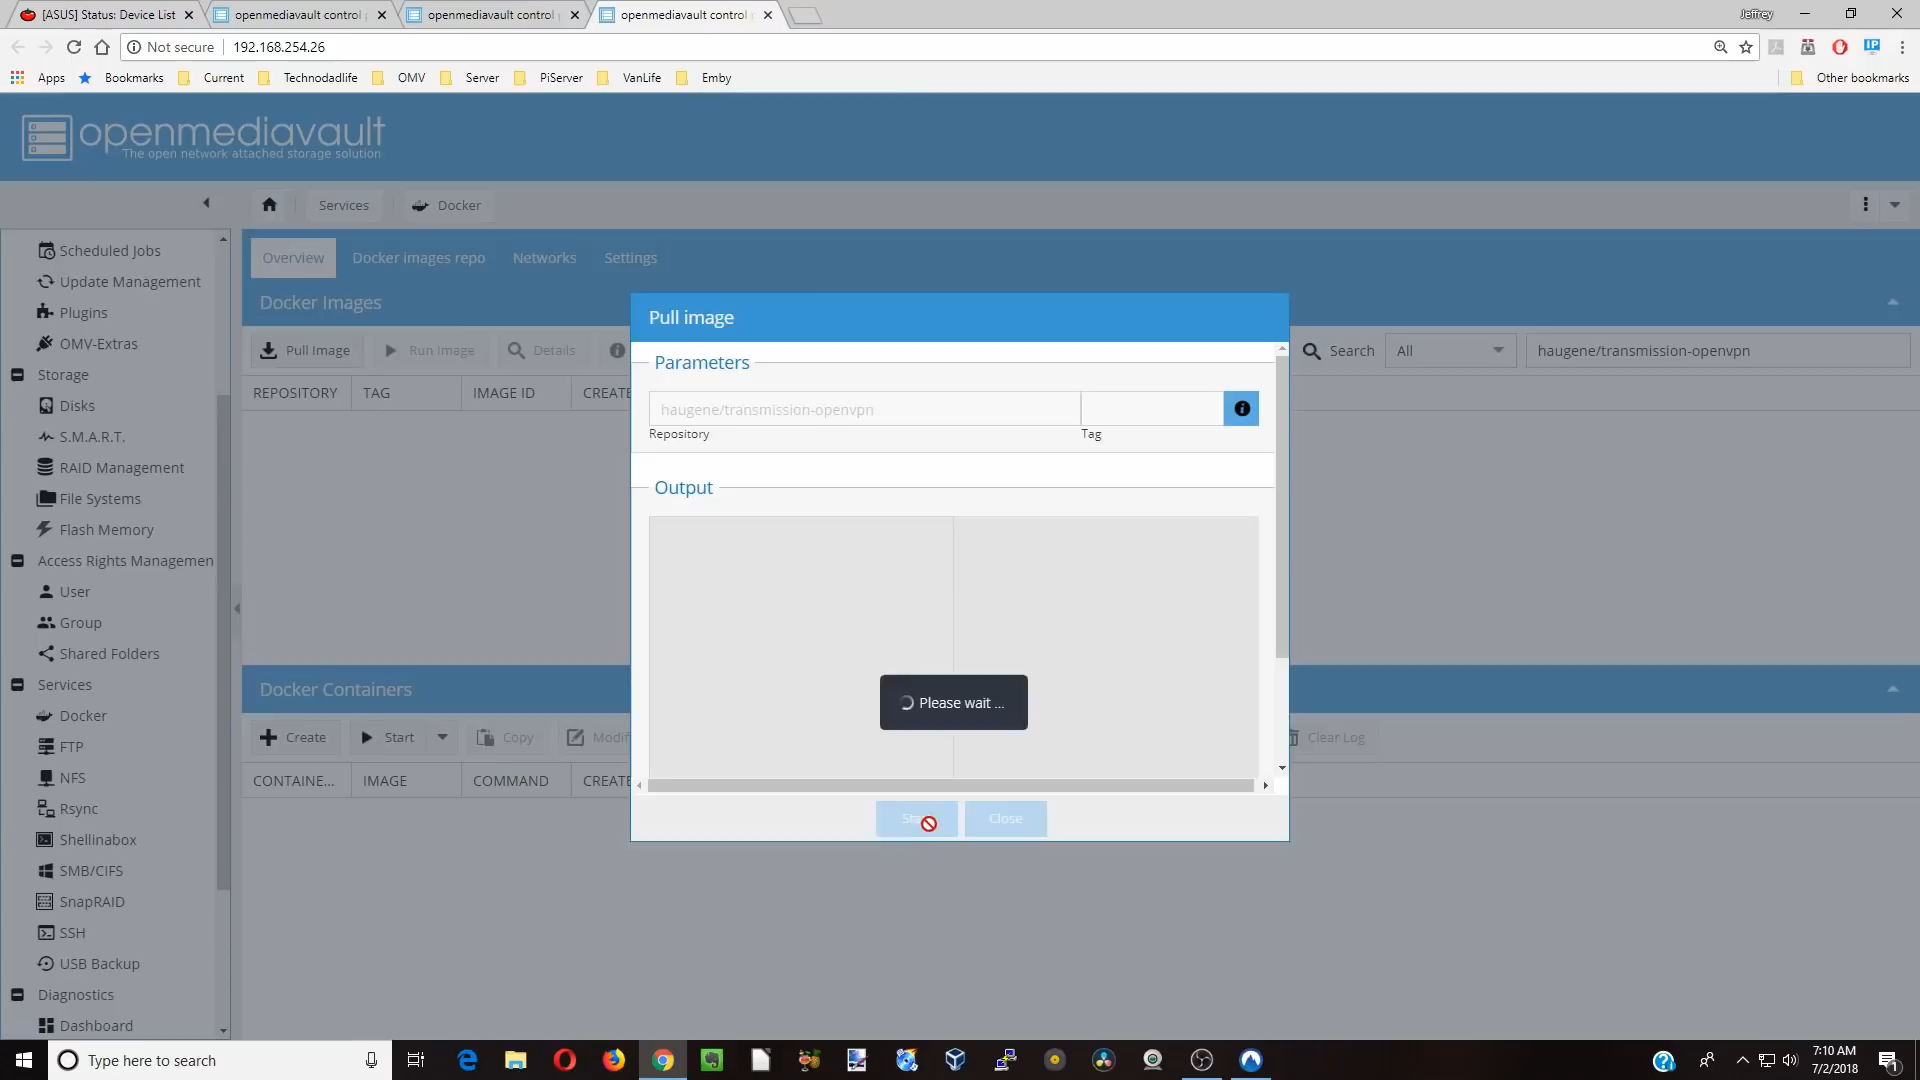 [ASUS] Status: Device List
openmediavault control
openmediavault control
openmediavault control
Jeffrey
Not secure
192.168.254.26
Apps
Bookmarks
Current
Technodadlife
OMV
Server
PiServer
VanLife
Emby
Other bookmarks
openmediavault
The open network attached storage solution
Services
Docker
Scheduled Jobs
Update Management
Plugins
OMV-Extras
Storage
Disks
S.M.A.R.T.
RAID Management
File Systems
Flash Memory
Access Rights Managemen
User
Group
Shared Folders
Services
Docker
FTP
NFS
Rsync
Shellinabox
SMB/CIFS
SnapRAID
SSH
USB Backup
Diagnostics
Dashboard
Overview
Docker images repo
Networks
Settings
Docker Images
Pull Image
Run Image
Details
Search
All
haugene/transmission-openvpn
REPOSITORY
TAG
IMAGE ID
CREATE
Pull image
Parameters
haugene/transmission-openvpn
Repository
Tag
Output
Please wait ...
Close
Docker Containers
Create
Start
Copy
Modif
Clear Log
CONTAINE...
IMAGE
COMMAND
CREATE
Type here to search
7:10 AM
7/2/2018